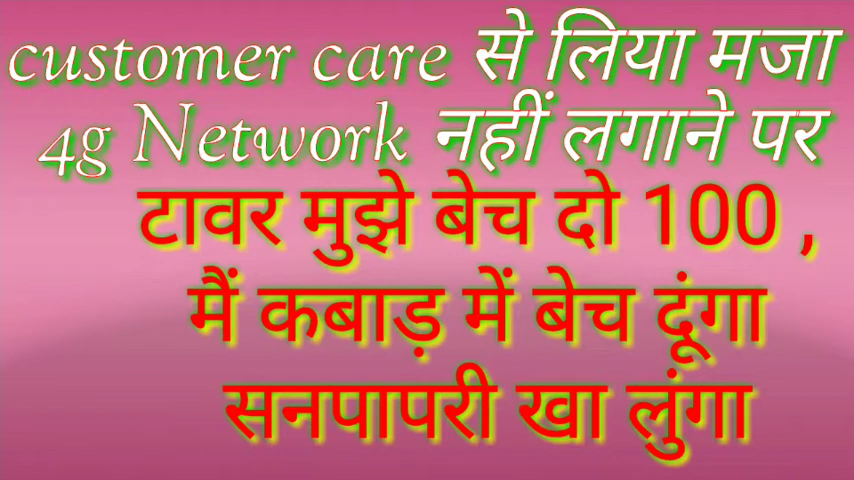 customer care से लिया मजा
4g Network नहीं लगाने पर
टावर मुझे बेच दो 100 ,
मैं कबाड़ में बेच दूंगा
सनपापरी खा लुंगा